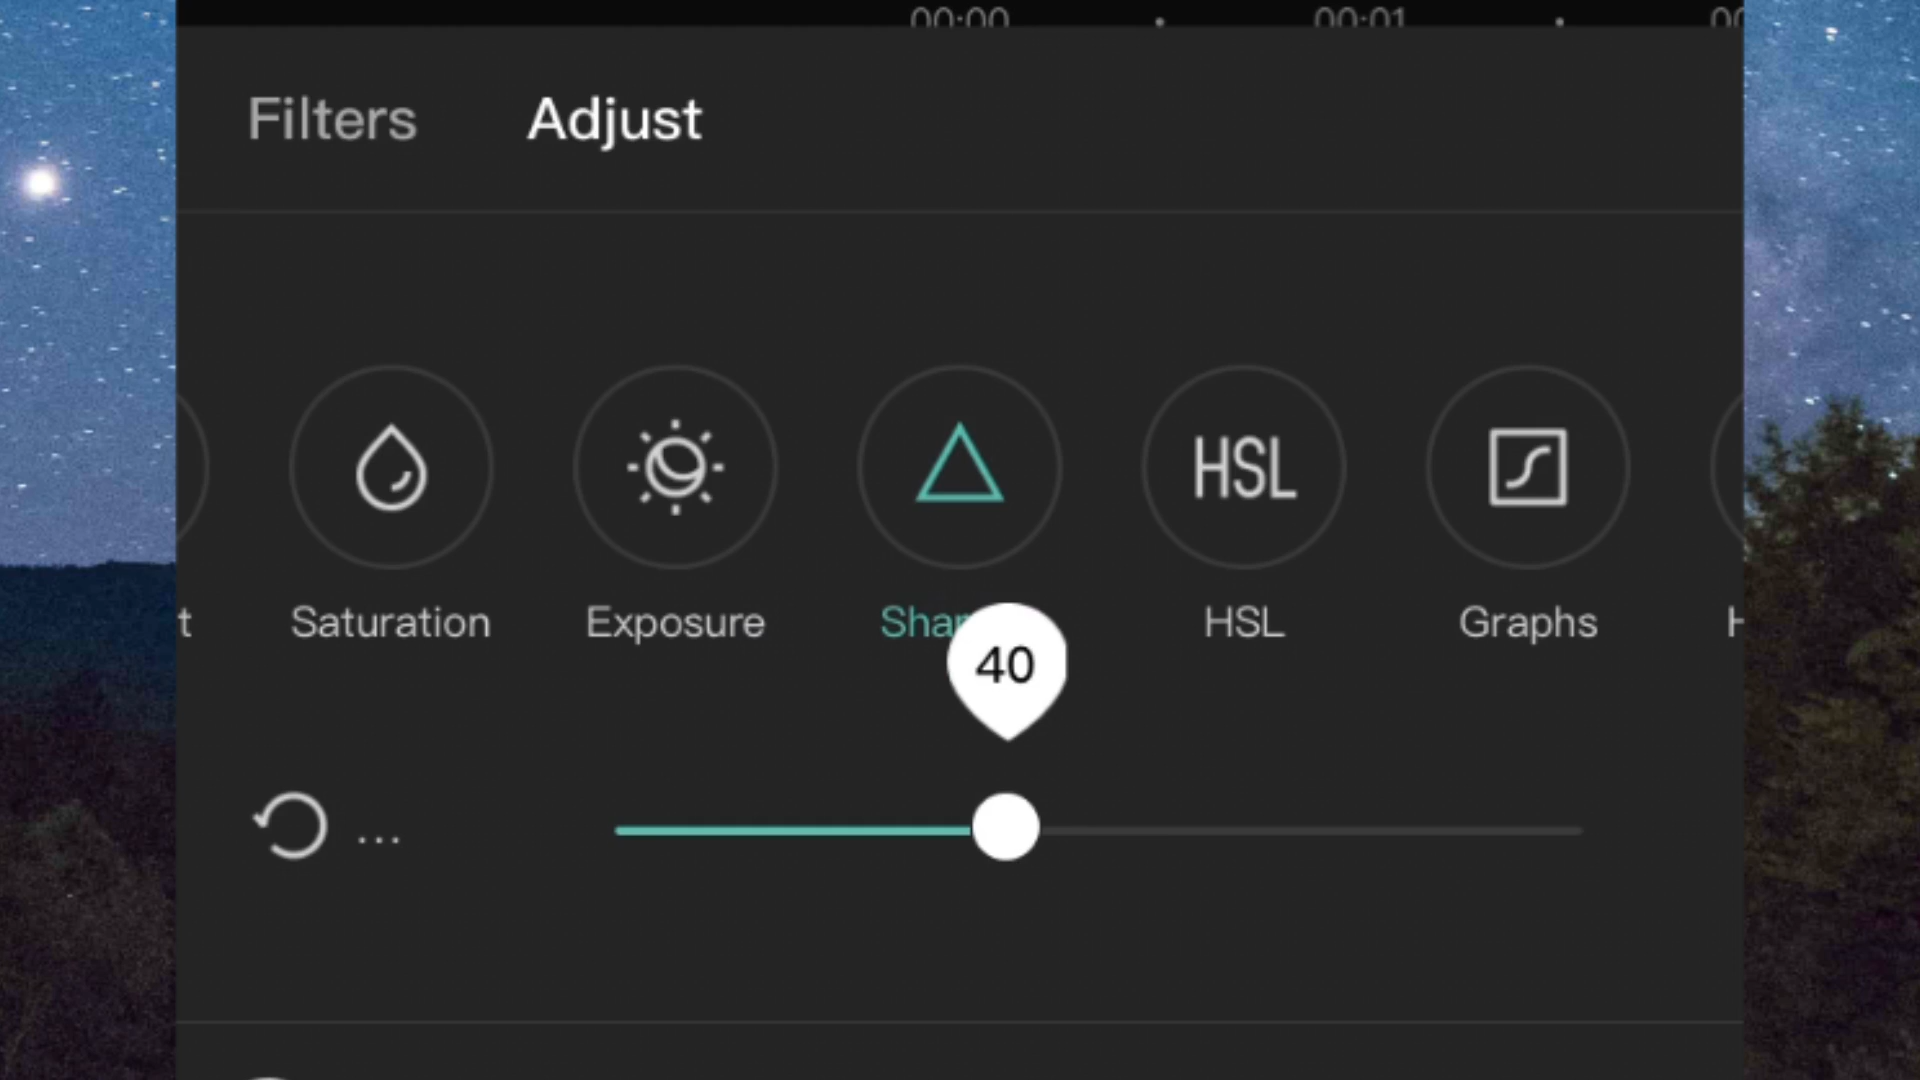 00:00 00:01
Filters Adjust
HSL
Saturation Exposure HSL Graphs
40
...